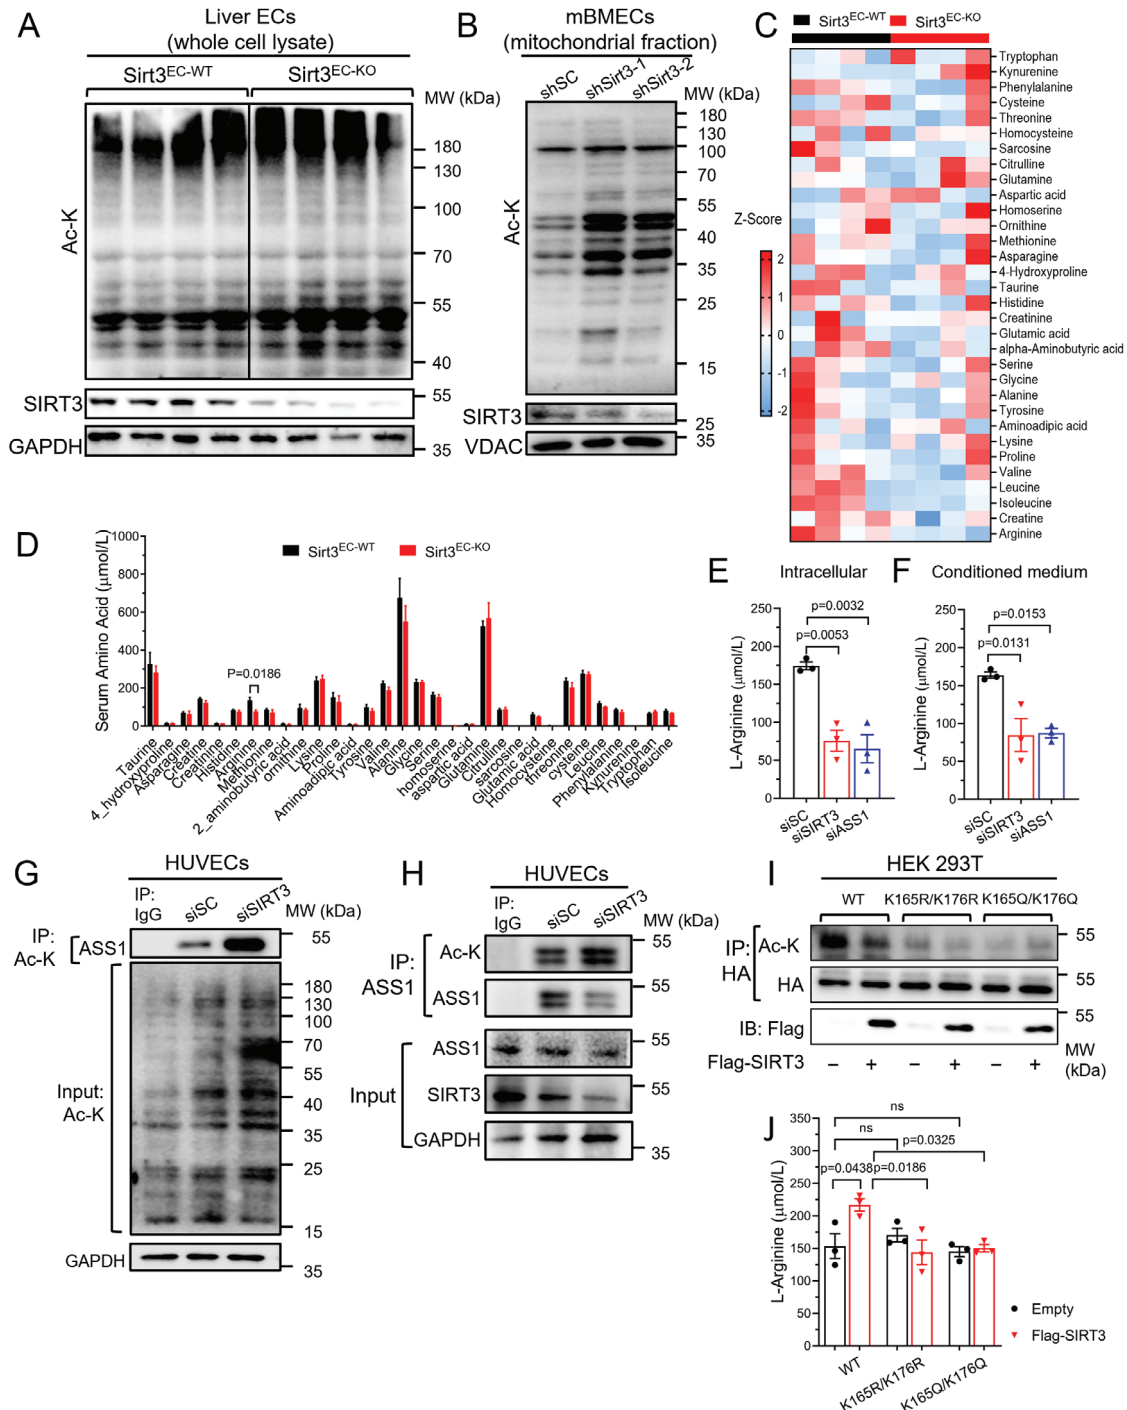 A
Liver ECs
(whole cell lysate)
Sirt3EC-WT
Sirt3EC-KO
MW (kDa)
180
130
100
70
55
40
Ac-K
SIRT3
55
GAPDH
35
B
mBMECs
(mitochondrial fraction)
shSC
shSirt3-1
shSirt3-2
MW (kDa)
180
130
100
70
55
40
35
25
15
Ac-K
SIRT3
25
VDAC
35
C
Sirt3EC-WT
Sirt3EC-KO
Tryptophan
Kynurenine
Phenylalanine
Cysteine
Threonine
Homocysteine
Sarcosine
Citrulline
Glutamine
Aspartic acid
Homoserine
Ornithine
Methionine
Asparagine
4-Hydroxyproline
Taurine
Histidine
Creatinine
Glutamic acid
alpha-Aminobutyric acid
Serine
Glycine
Alanine
Tyrosine
Aminoadipic acid
Lysine
Proline
Valine
Leucine
Isoleucine
Creatine
Arginine
Z-Score
2
1
0
-1
-2
D
Serum Amino Acid (μmol/L)
1000
800
600
400
200
0
Sirt3EC-WT
Sirt3EC-KO
P=0.0186
Taurine
4_hydroxyproline
Asparagine
Creatine
Creatinine
Histidine
Arginine
Methionine
2_aminobutyric acid
ornithine
Lysine
Proline
Aminoadipic acid
Tyrosine
Valine
Alanine
Glycine
Serine
homoserine
aspartic acid
Glutamine
Citrulline
sarcosine
Glutamic acid
Homocysteine
threonine
cysteine
Leucine
Phenylalanine
Kynurenine
Tryptophan
Isoleucine
E
Intracellular
L-Arginine (μmol/L)
250
200
150
100
50
0
p=0.0032
p=0.0053
siSC
siSIRT3
siASS1
F
Conditioned medium
L-Arginine (μmol/L)
250
200
150
100
50
0
p=0.0153
p=0.0131
siSC
siSIRT3
siASS1
G
HUVECs
IP:
IgG
siSC
siSIRT3
MW (kDa)
IP:
Ac-K
ASS1
55
180
130
100
70
55
40
35
25
15
Input:
Ac-K
GAPDH
35
H
HUVECs
IP:
IgG
siSC
siSIRT3
MW (kDa)
IP:
ASS1
Ac-K
55
ASS1
55
Input
ASS1
SIRT3
55
GAPDH
35
I
HEK 293T
WT
K165R/K176R
K165Q/K176Q
IP:
HA
Ac-K
55
HA
55
IB: Flag
55
Flag-SIRT3
− + − + − +
MW
(kDa)
J
L-Arginine (μmol/L)
350
300
250
200
150
100
50
0
ns
ns
p=0.0325
p=0.0438
p=0.0186
WT
K165R/K176R
K165Q/K176Q
Empty
Flag-SIRT3